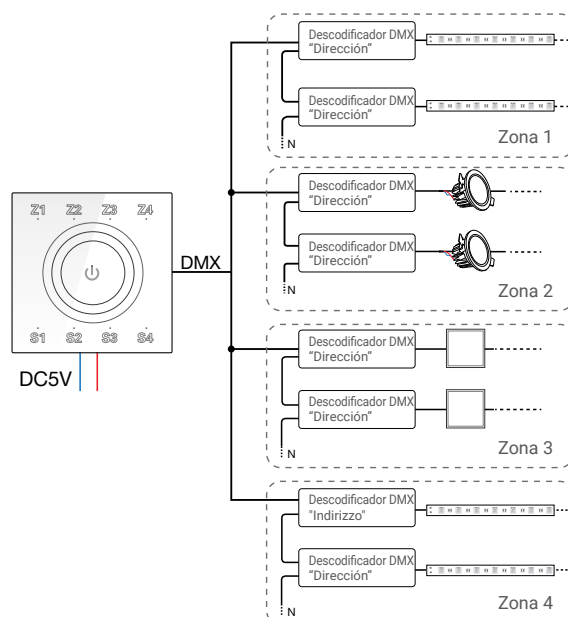 Z1 Z2 Z3 Z4
S1 S2 S3 S4
DC5V
DMX
Descodificador DMX
“Dirección”
Descodificador DMX
“Dirección”
N
Zona 1
Descodificador DMX
“Dirección”
Descodificador DMX
“Dirección”
N
Zona 2
Descodificador DMX
“Dirección”
Descodificador DMX
“Dirección”
N
Zona 3
Descodificador DMX
"Indirizzo"
Descodificador DMX
“Dirección”
N
Zona 4